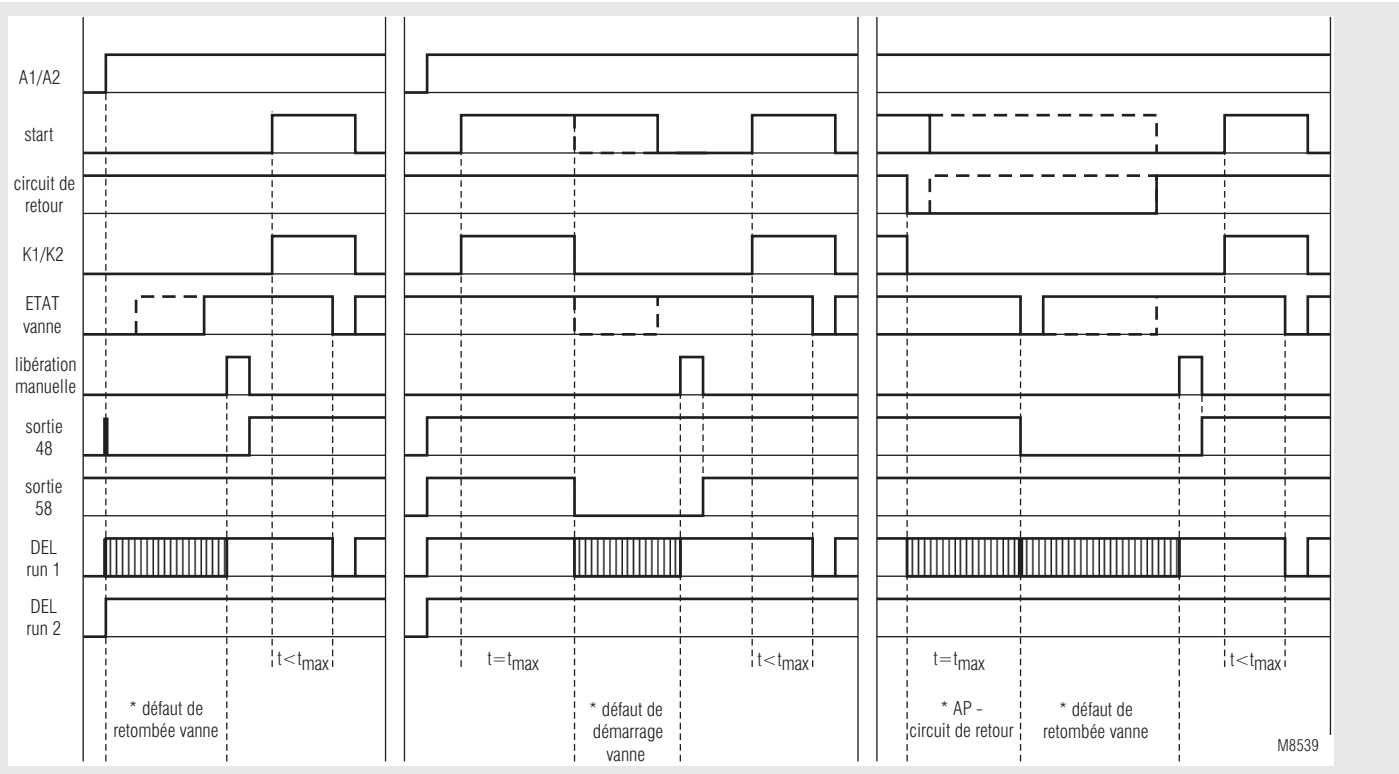 A1/A2
start
circuit de
retour
K1/K2
ETAT
vanne
libération
manuelle
sortie
48
sortie
58
DEL
run 1
DEL
run 2
t<tmax
t=tmax
t<tmax
t=tmax
t<tmax
* défaut de
retombée vanne
* défaut de
démarrage
vanne
* AP -
circuit de retour
* défaut de
retombée vanne
M8539